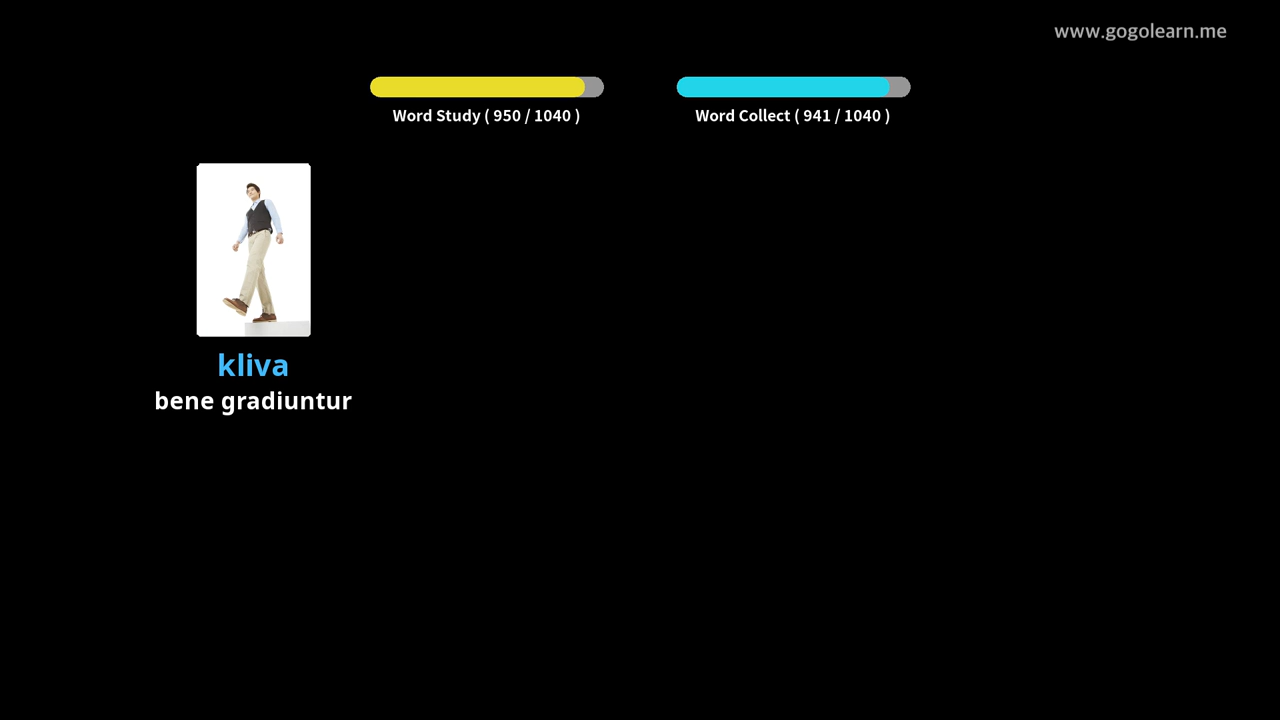 www.gogolearn.me
Word Study ( 950 / 1040 )
Word Collect ( 941 / 1040 )
kliva
bene gradiuntur